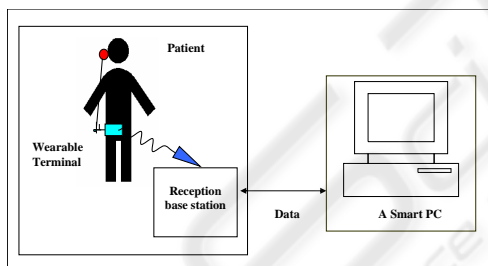 Patient
Wearable
Terminal
Reception
base station
Data
A Smart PC